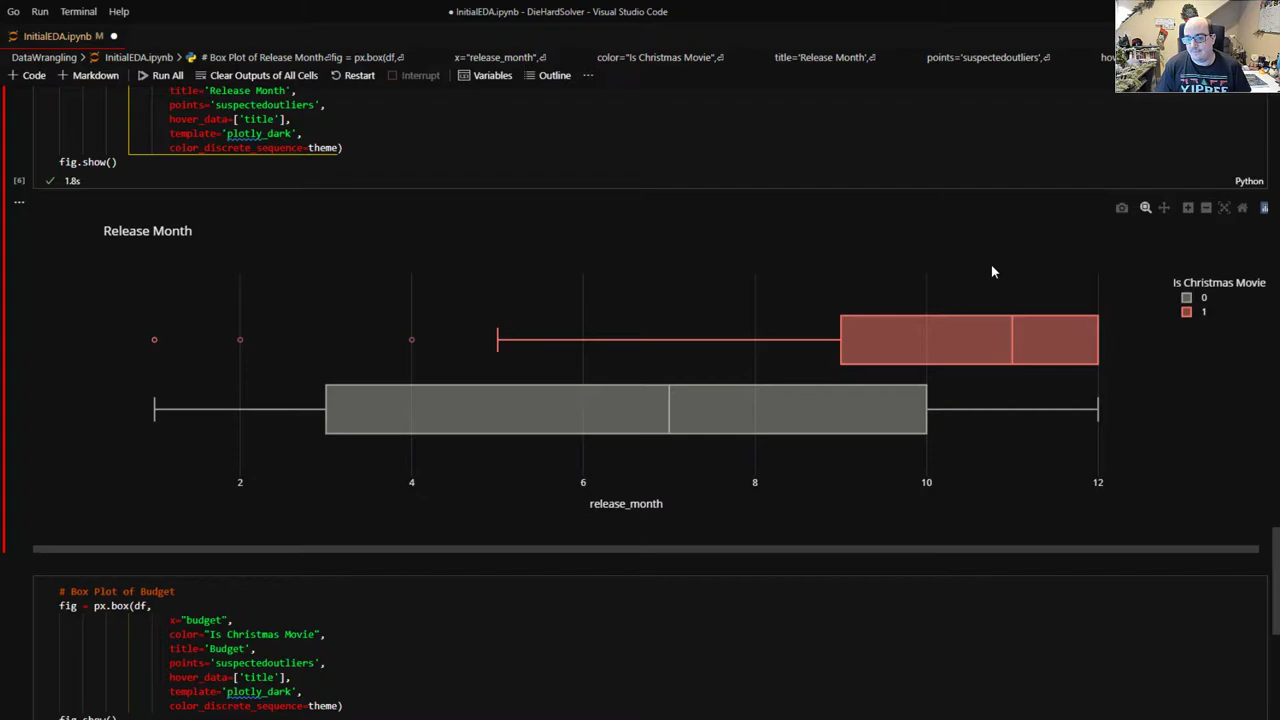 Go Run Terminal Help
● InitialEDA.ipynb - DieHardSolver - Visual Studio Code
InitialEDA.ipynb M ●
DataWrangling > InitialEDA.ipynb > # Box Plot of Release Month⏎fig = px.box(df,⏎ x="release_month",⏎ color="Is Christmas Movie",⏎ title='Release Month',⏎ points='suspectedoutliers',⏎ hov
+ Code + Markdown Run All Clear Outputs of All Cells Restart Interrupt Variables Outline ...
title='Release Month',
points='suspectedoutliers',
hover_data=['title'],
template='plotly_dark',
color_discrete_sequence=theme)
fig.show()
[6] ✓ 1.8s Python
...
Release Month
Is Christmas Movie
0
1
2 4 6 8 10 12
release_month
# Box Plot of Budget
fig = px.box(df,
x="budget",
color="Is Christmas Movie",
title='Budget',
points='suspectedoutliers',
hover_data=['title'],
template='plotly_dark',
color_discrete_sequence=theme)
fig.show()
YIPPEE